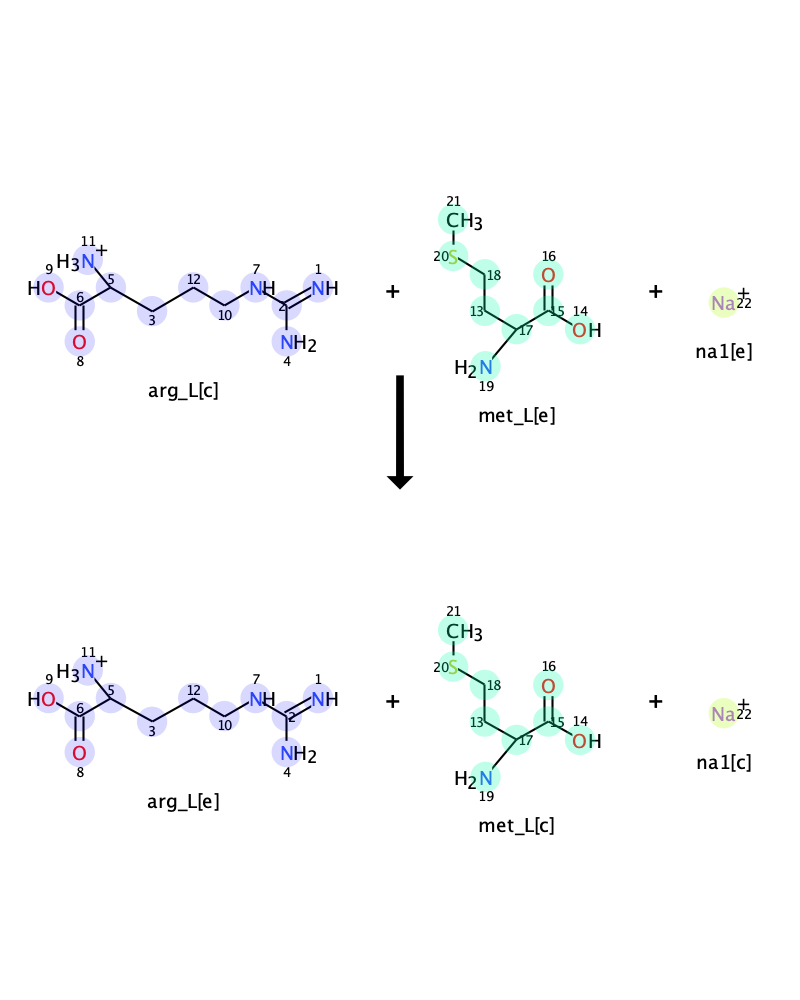 21
CH3
20 S 18 16 O
11 H3N+ 9 HO 5 12 7 NH 1 NH + 13 15 14 OH + Na+ 22
6 3 10 2 17
O 8 NH2 4 H2N 19 na1[e]
arg_L[c] met_L[e]
21
CH3
20 S 18 16 O
11 H3N+ 9 HO 5 12 7 NH 1 NH + 13 15 14 OH + Na+ 22
6 3 10 2 17
O 8 NH2 4 H2N 19 na1[c]
arg_L[e] met_L[c]